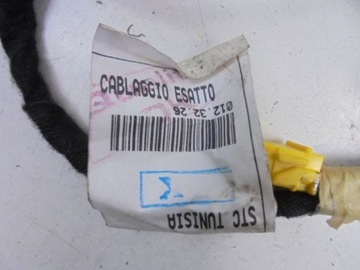 CABLAGGIO ESATTO
012.32.26
Σ
STC TUNISIA